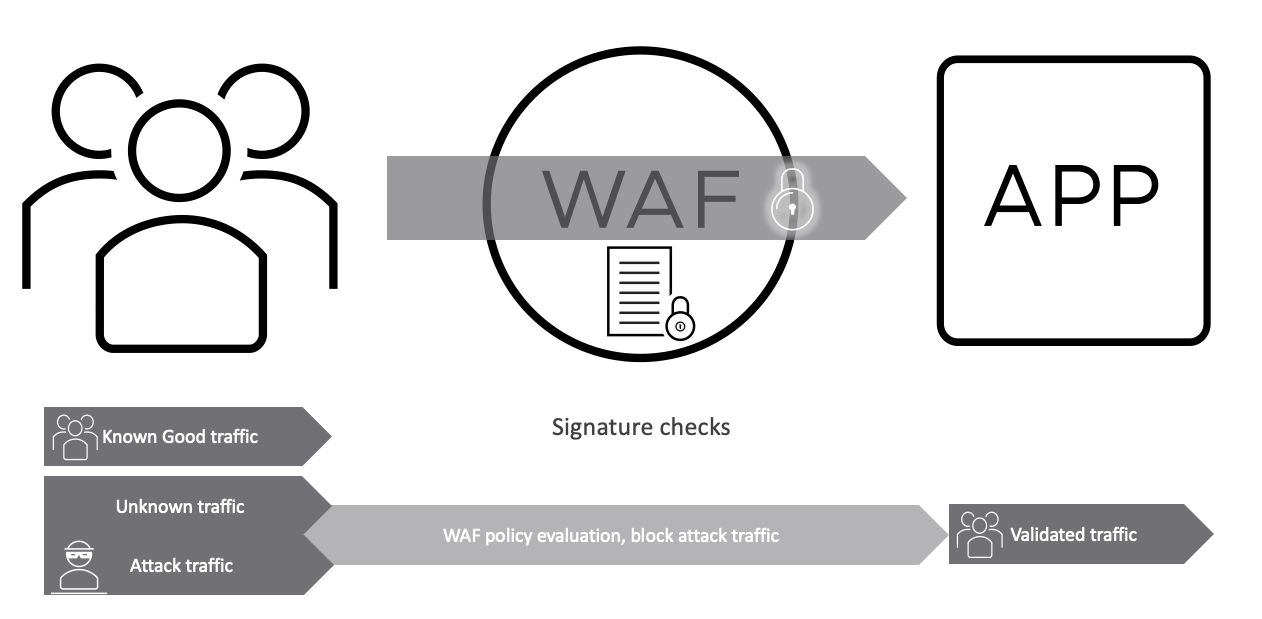 WAF
APP
Signature checks
Known Good traffic
Unknown traffic
WAF policy evaluation, block attack traffic
Validated traffic
Attack traffic